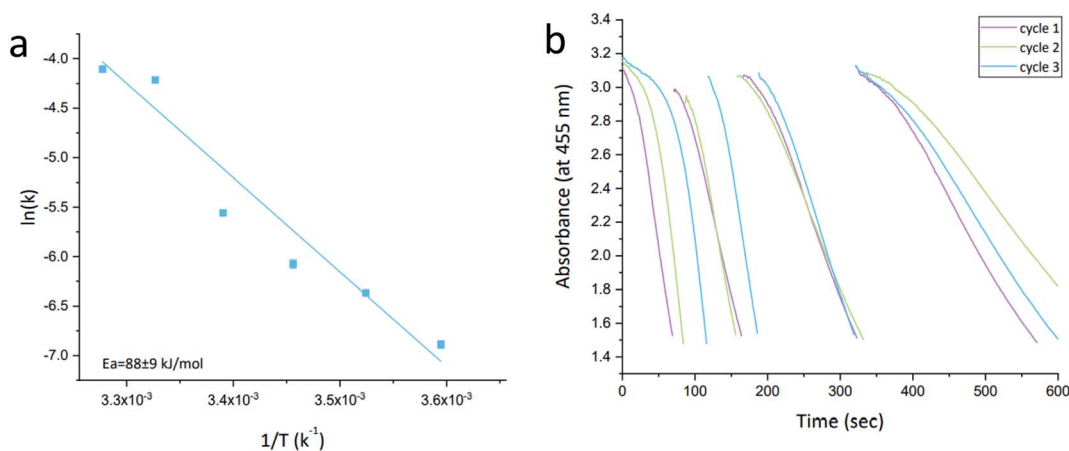 a
-4.0
-4.5
-5.0
-5.5
-6.0
-6.5
-7.0
ln(k)
Ea=88±9 kJ/mol
3.3x10⁻³
3.4x10⁻³
3.5x10⁻³
3.6x10⁻³
1/T (k⁻¹)
b
cycle 1
cycle 2
cycle 3
3.4
3.2
3.0
2.8
2.6
2.4
2.2
2.0
1.8
1.6
1.4
Absorbance (at 455 nm)
0
100
200
300
400
500
600
Time (sec)